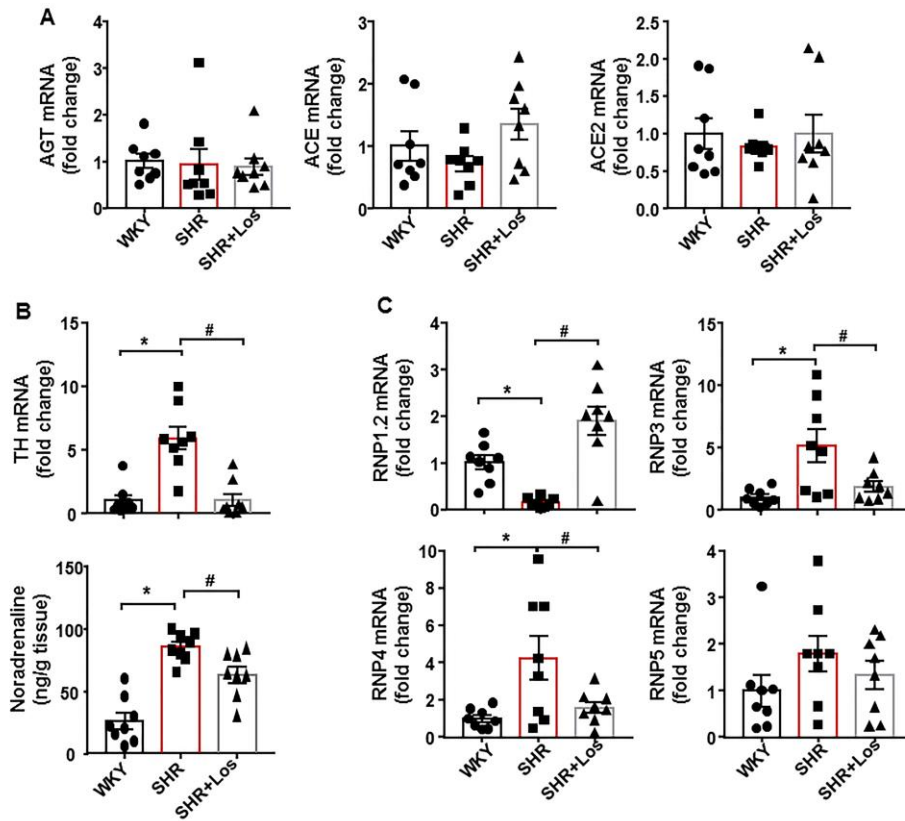 A
AGT mRNA
(fold change)
4
3
2
1
0
WKY
SHR
SHR+Los
ACE mRNA
(fold change)
3
2
1
0
WKY
SHR
SHR+Los
ACE2 mRNA
(fold change)
2.5
2.0
1.5
1.0
0.5
0.0
WKY
SHR
SHR+Los
B
TH mRNA
(fold change)
15
10
5
0
*
#
Noradrenaline
(ng/g tissue)
150
100
50
0
*
#
WKY
SHR
SHR+Los
C
RNP1.2 mRNA
(fold change)
4
3
2
1
0
*
#
RNP3 mRNA
(fold change)
15
10
5
0
*
#
RNP4 mRNA
(fold change)
10
8
6
4
2
0
*
#
WKY
SHR
SHR+Los
RNP5 mRNA
(fold change)
4
3
2
1
0
WKY
SHR
SHR+Los